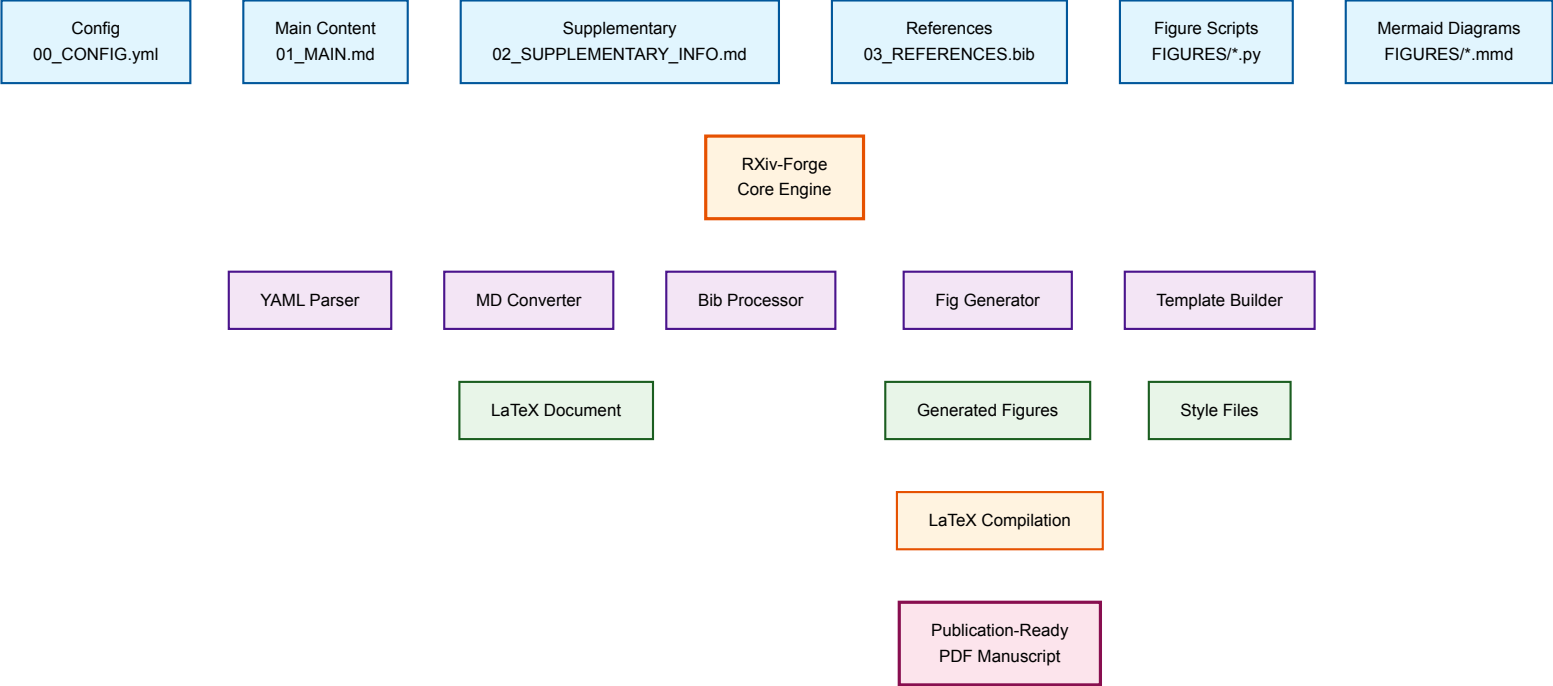 Config
00_CONFIG.yml
Main Content
01_MAIN.md
Supplementary
02_SUPPLEMENTARY_INFO.md
References
03_REFERENCES.bib
Figure Scripts
FIGURES/*.py
Mermaid Diagrams
FIGURES/*.mmd
RXiv-Forge
Core Engine
YAML Parser
MD Converter
Bib Processor
Fig Generator
Template Builder
LaTeX Document
Generated Figures
Style Files
LaTeX Compilation
Publication-Ready
PDF Manuscript